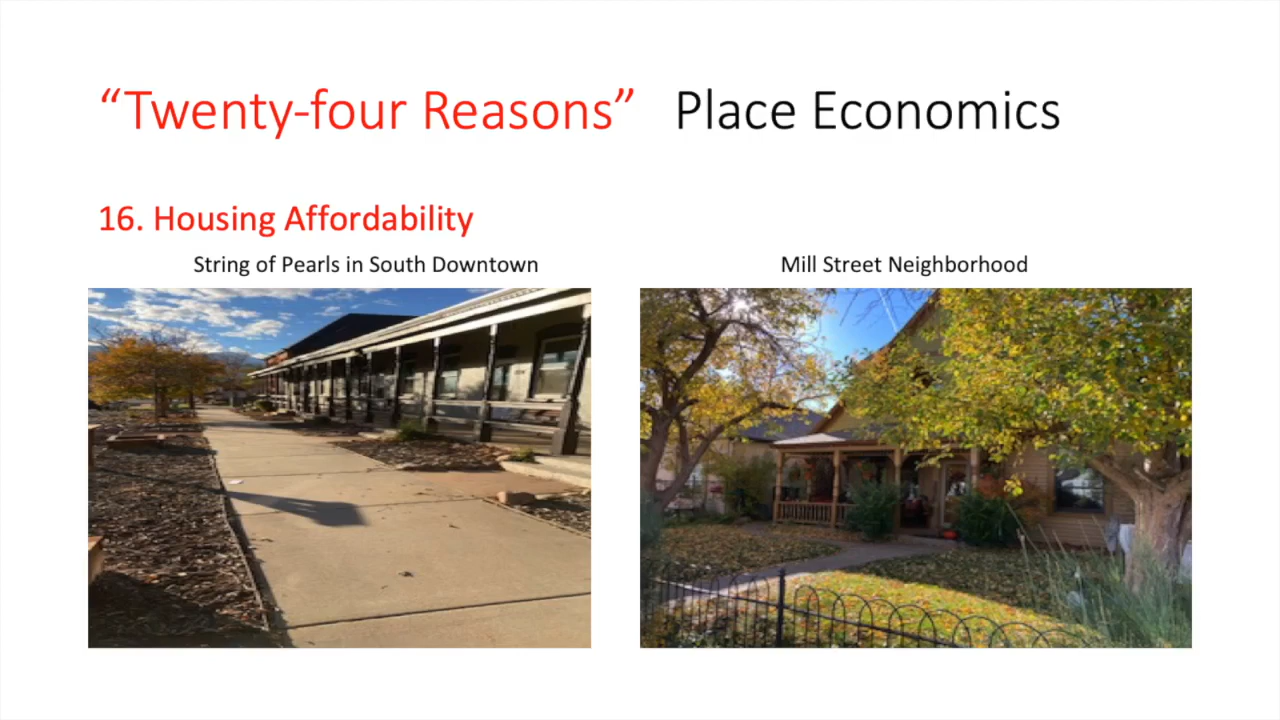 “Twenty-four Reasons” Place Economics
16. Housing Affordability
String of Pearls in South Downtown
Mill Street Neighborhood